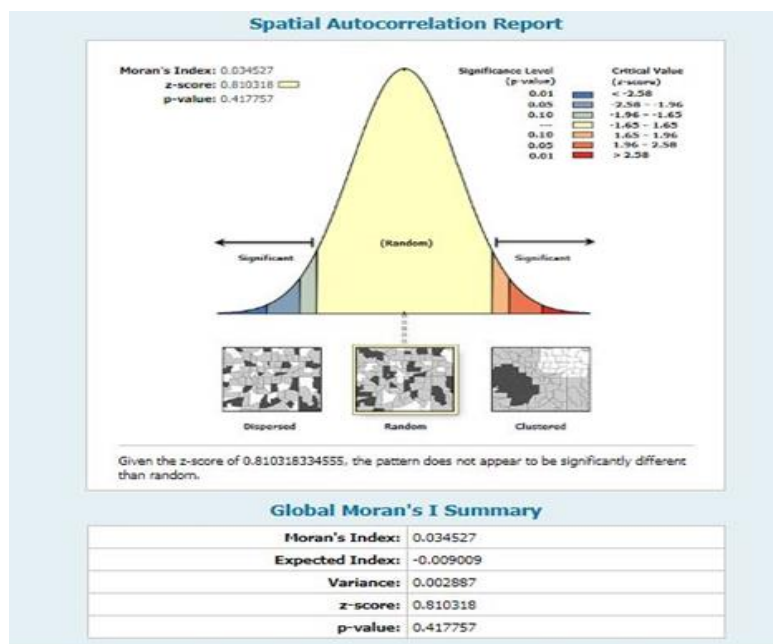 Spatial Autocorrelation Report
Moran's Index: 0.034527
z-score: 0.810318
p-value: 0.417757
Significance Level
(p-value)
Critical Value
(z-score)
0.01 < -2.58
0.05 -2.58 - -1.96
0.10 -1.96 - -1.65
--- -1.65 - 1.65
0.10 1.65 - 1.96
0.05 1.96 - 2.58
0.01 > 2.58
(Random)
Significant
Significant
Dispersed
Random
Clustered
Given the z-score of 0.810318334555, the pattern does not appear to be significantly different
than random.
Global Moran's I Summary
Moran's Index: 0.034527
Expected Index: -0.009009
Variance: 0.002887
z-score: 0.810318
p-value: 0.417757